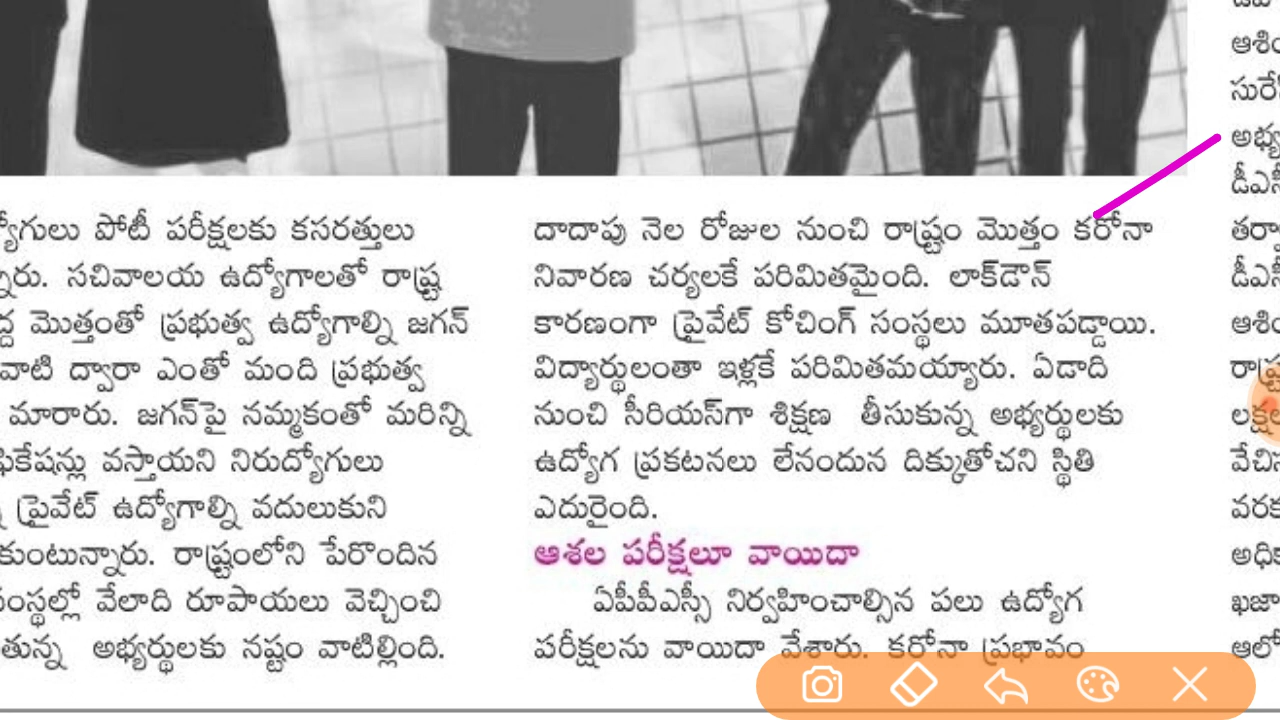 ్యోగులు పోటీ పరీక్షలకు కసరత్తులు
న్నారు. సచివాలయ ఉద్యోగాలతో రాష్ట్ర
మొత్తంతో ప్రభుత్వ ఉద్యోగాల్ని జగన్
వాటి ద్వారా ఎంతో మంది ప్రభుత్వ
మారారు. జగన్‌పై నమ్మకంతో మరిన్ని
ఫికేషన్లు వస్తాయని నిరుద్యోగులు
ప్రైవేట్ ఉద్యోగాల్ని వదులుకుని
కుంటున్నారు. రాష్ట్రంలోని పేరొందిన
సంస్థల్లో వేలాది రూపాయలు వెచ్చించి
తున్న అభ్యర్థులకు నష్టం వాటిల్లింది.
దాదాపు నెల రోజుల నుంచి రాష్ట్రం మొత్తం కరోనా
నివారణ చర్యలకే పరిమితమైంది. లాక్‌డౌన్
కారణంగా ప్రైవేట్ కోచింగ్ సంస్థలు మూతపడ్డాయి.
విద్యార్థులంతా ఇళ్లకే పరిమితమయ్యారు. ఏడాది
నుంచి సీరియస్‌గా శిక్షణ తీసుకున్న అభ్యర్థులకు
ఉద్యోగ ప్రకటనలు లేనందున దిక్కుతోచని స్థితి
ఎదురైంది.
ఆశల పరీక్షలూ వాయిదా
ఏపీపీఎస్సీ నిర్వహించాల్సిన పలు ఉద్యోగ
పరీక్షలను వాయిదా వేశారు. కరోనా ప్రభావం